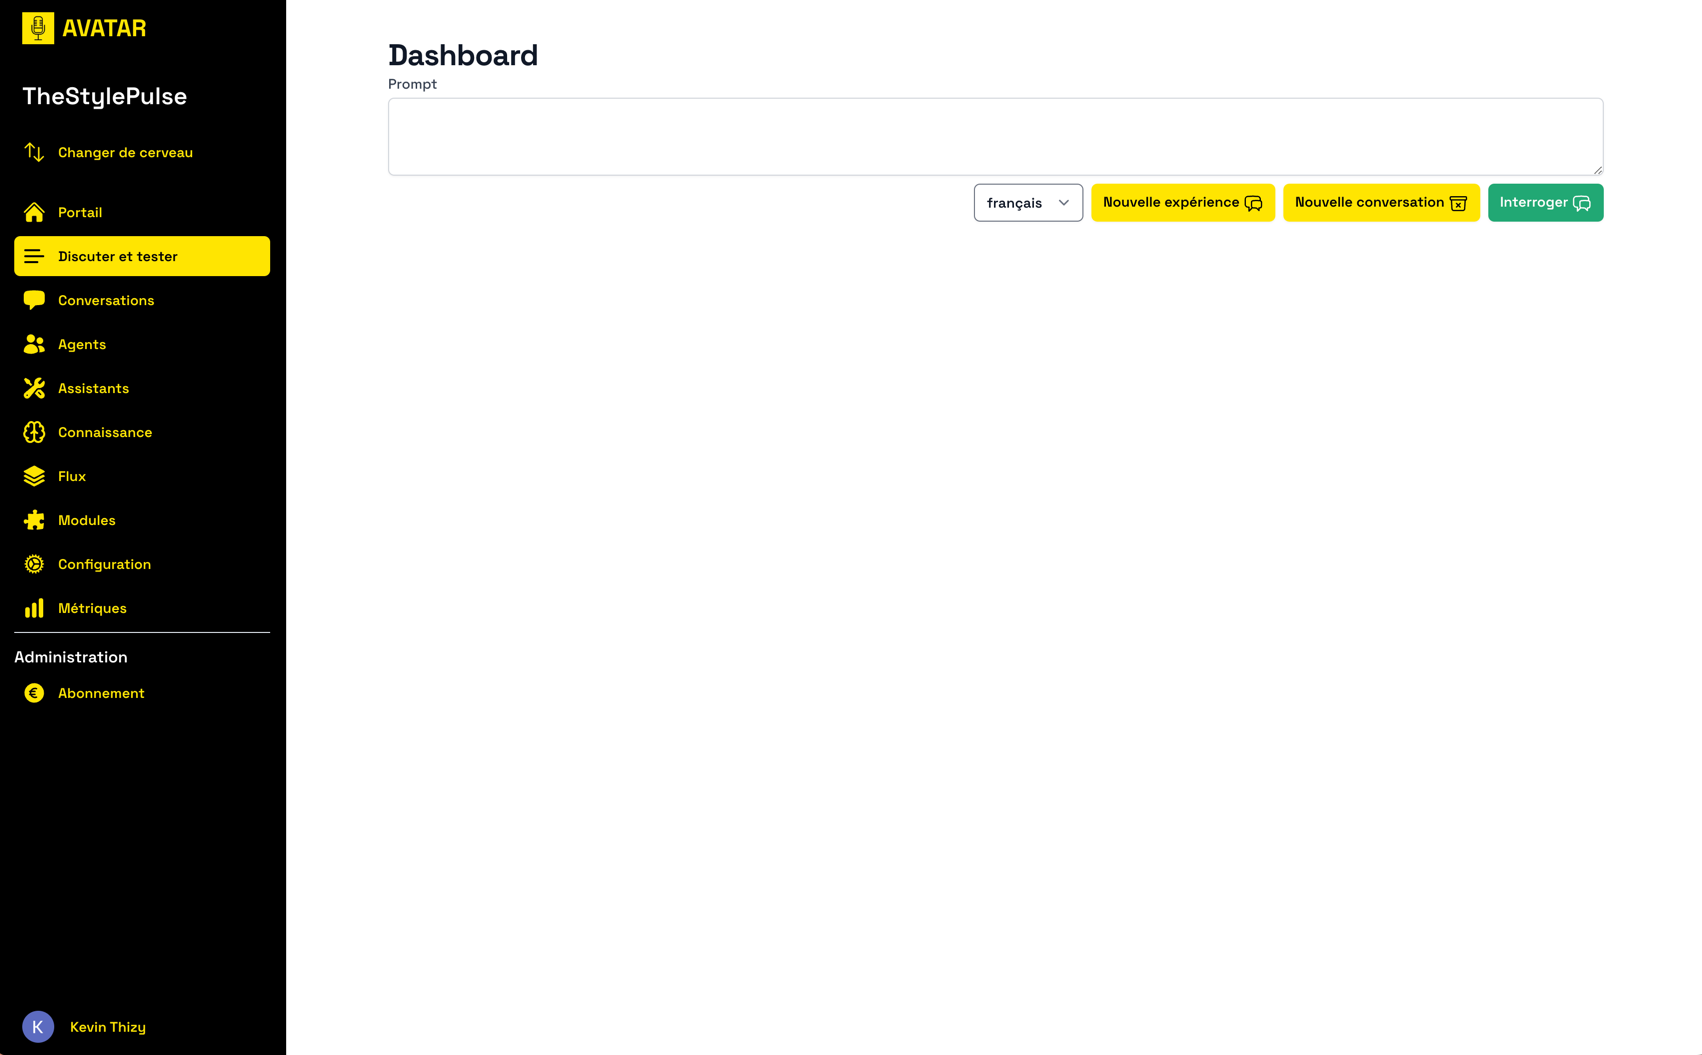 AVATAR
TheStylePulse
Changer de cerveau
Portail
Discuter et tester
Conversations
Agents
Assistants
Connaissance
Flux
Modules
Configuration
Métriques
Administration
Abonnement
K
Kevin Thizy
Dashboard
Prompt
français
Nouvelle expérience
Nouvelle conversation
Interroger